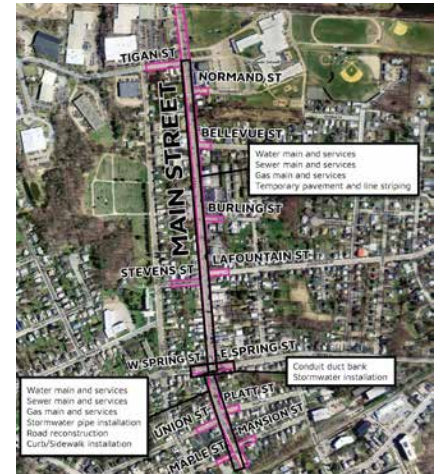 TIGAN ST
NORMAND ST
MAIN STREET
BELLEVUE ST
Water main and services
Sewer main and services
Gas main and services
Temporary pavement and line striping
BURLING ST
LAFOUNTAIN ST
STEVENS ST
W SPRING ST
E SPRING ST
Conduit duct bank
Stormwater installation
Water main and services
Sewer main and services
Gas main and services
Stormwater pipe installation
Road reconstruction
Curb/Sidewalk installation
PLATT ST
UNION ST
MANSION ST
MAPLE ST